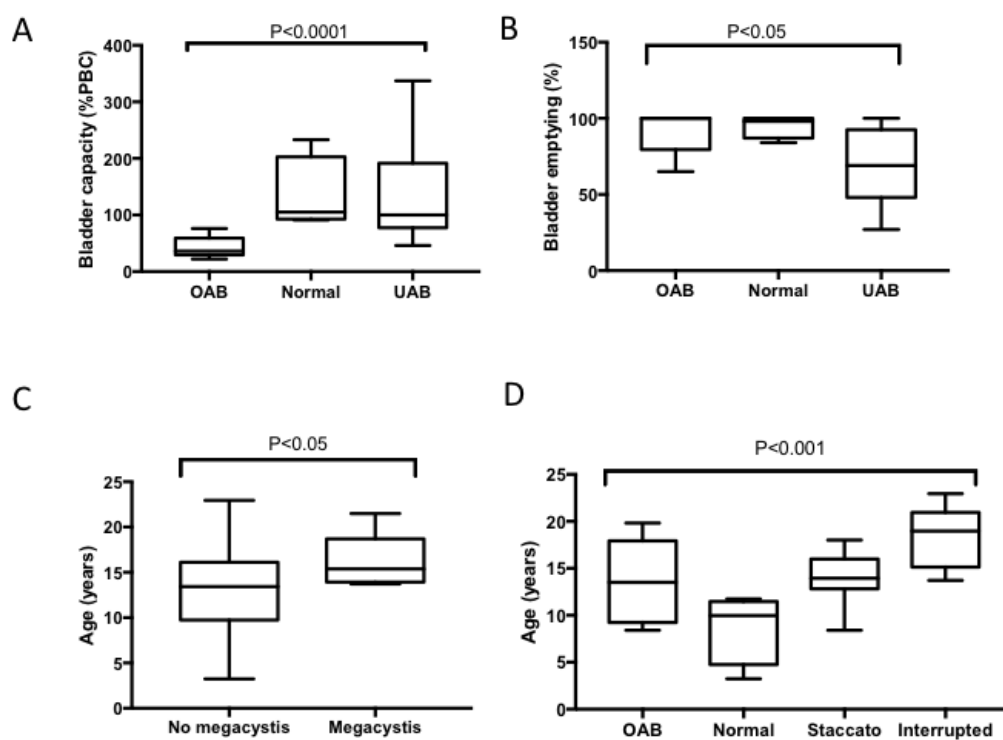 A
P<0.0001
Bladder capacity (%PBC)
400
300
200
100
0
OAB Normal UAB
B
P<0.05
Bladder emptying (%)
150
100
50
0
OAB Normal UAB
C
P<0.05
Age (years)
25
20
15
10
5
0
No megacystis Megacystis
D
P<0.001
Age (years)
25
20
15
10
5
0
OAB Normal Staccato Interrupted